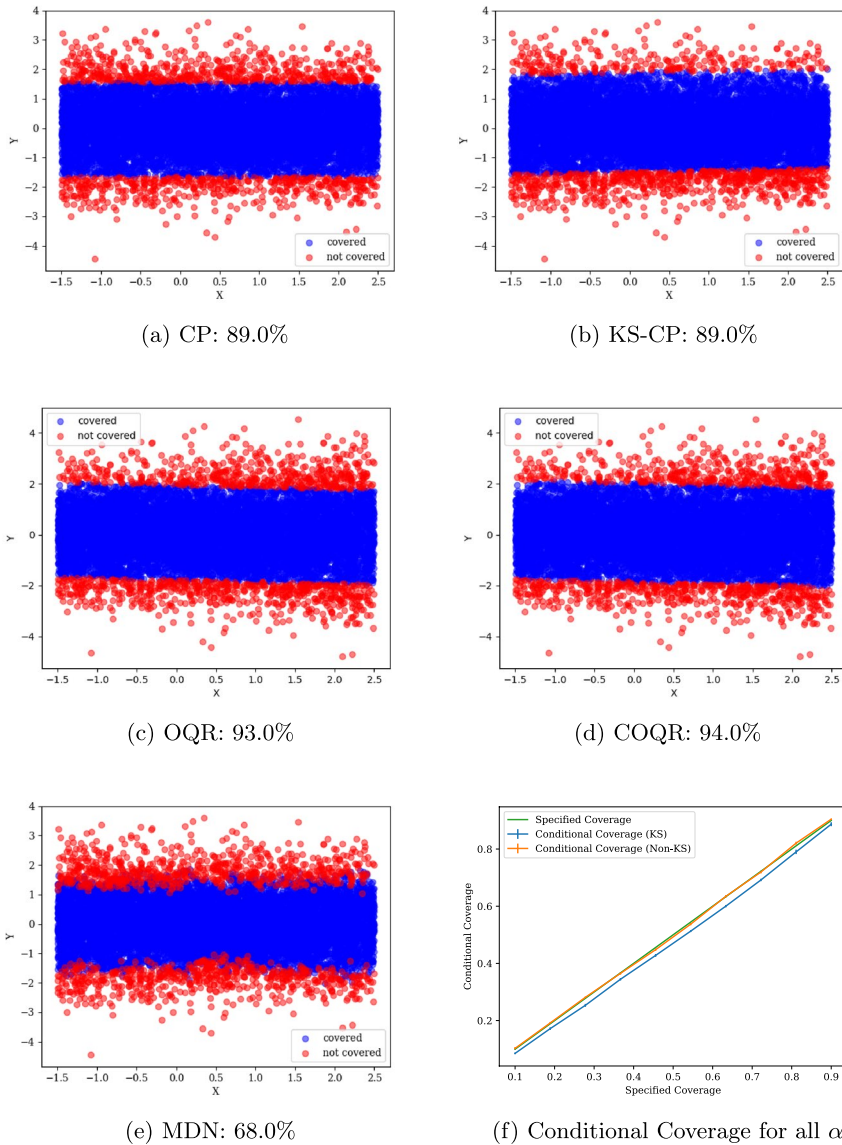 4
3
2
1
0
−1
−2
−3
−4
Y
covered
not covered
−1.5 −1.0 −0.5 0.0 0.5 1.0 1.5 2.0 2.5
X
(a) CP: 89.0%
4
3
2
1
0
−1
−2
−3
−4
Y
covered
not covered
−1.5 −1.0 −0.5 0.0 0.5 1.0 1.5 2.0 2.5
X
(b) KS-CP: 89.0%
covered
not covered
4
2
0
−2
−4
Y
−1.5 −1.0 −0.5 0.0 0.5 1.0 1.5 2.0 2.5
X
(c) OQR: 93.0%
covered
not covered
4
2
0
−2
−4
Y
−1.5 −1.0 −0.5 0.0 0.5 1.0 1.5 2.0 2.5
X
(d) COQR: 94.0%
4
3
2
1
0
−1
−2
−3
−4
Y
covered
not covered
−1.5 −1.0 −0.5 0.0 0.5 1.0 1.5 2.0 2.5
X
(e) MDN: 68.0%
Specified Coverage
Conditional Coverage (KS)
Conditional Coverage (Non-KS)
0.8
0.6
0.4
0.2
Conditional Coverage
0.1 0.2 0.3 0.4 0.5 0.6 0.7 0.8 0.9
Specified Coverage
(f) Conditional Coverage for all α